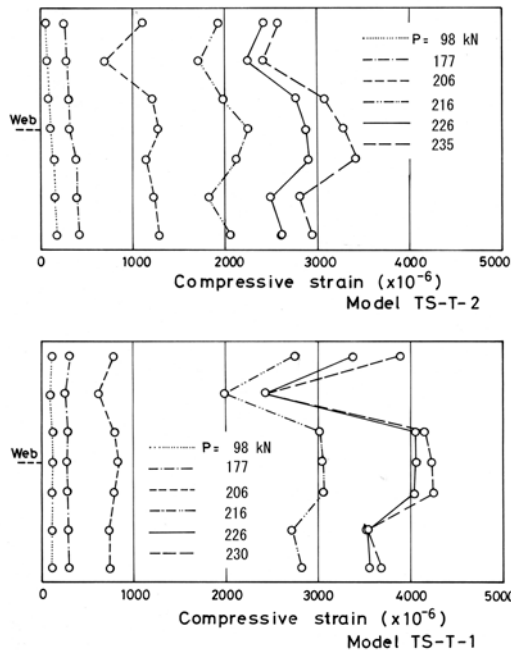 P= 98 kN
177
206
216
226
235
Web
0 1000 2000 3000 4000 5000
Compressive strain (x10-6)
Model TS-T-2
P= 98 kN
177
206
216
226
230
Web
0 1000 2000 3000 4000 5000
Compressive strain (x10-6)
Model TS-T-1